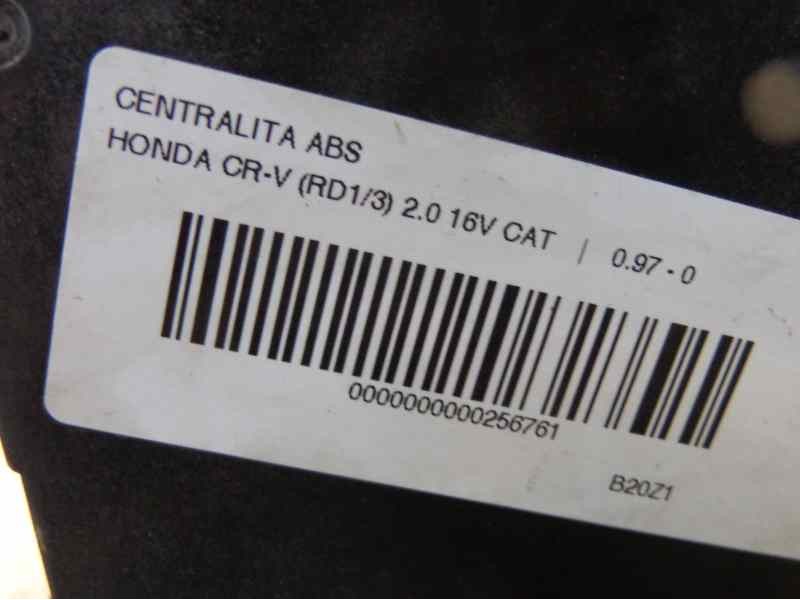 CENTRALITA ABS
HONDA CR-V (RD1/3) 2.0 16V CAT | 0.97 - 0
0000000000256761
B20Z1